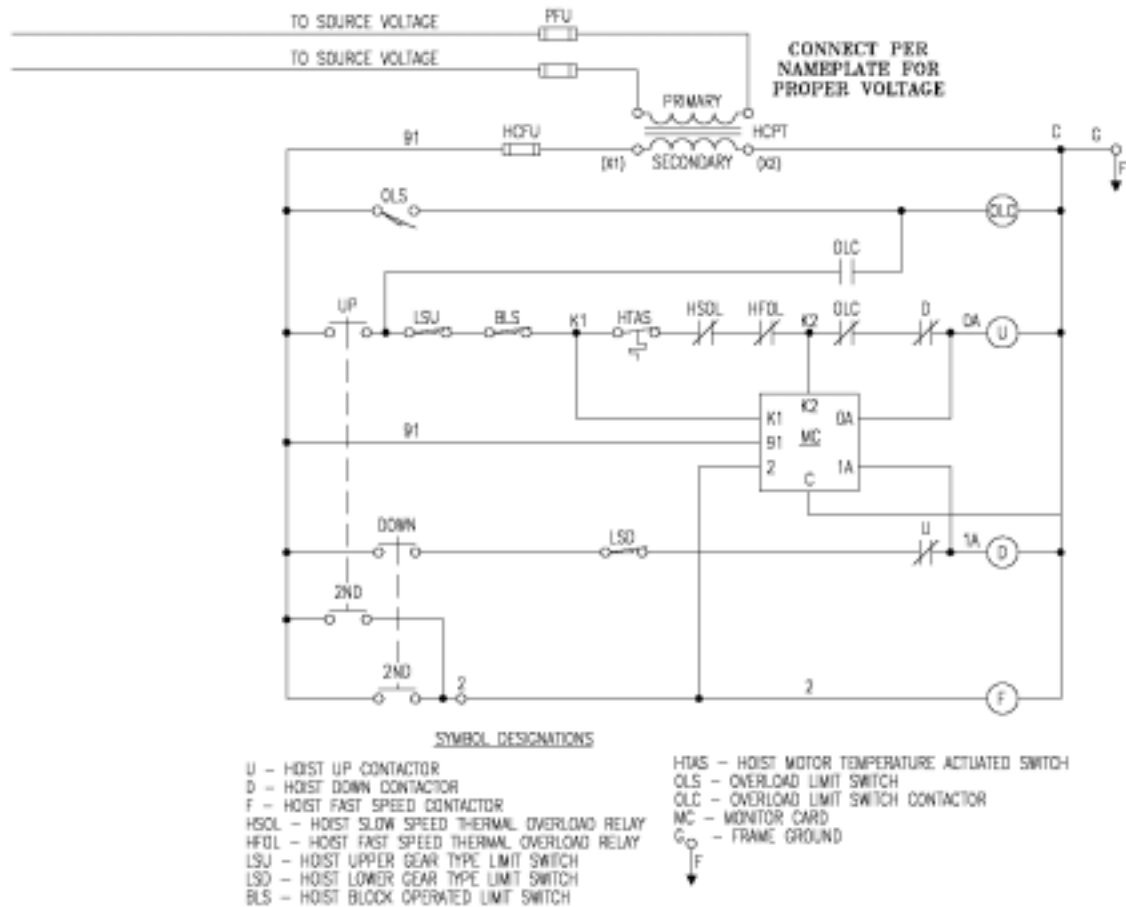 TO SOURCE VOLTAGE
PFU
TO SOURCE VOLTAGE
CONNECT PER
NAMEPLATE FOR
PROPER VOLTAGE
PRIMARY
91
HCFU
HCPT
C
G
(X1)
SECONDARY
(X2)
F
OLS
OLC
OLC
UP
LSU
BLS
K1
HTAS
HSOL
HFOL
K2
OLC
D
0A
U
K1
K2
0A
91
91
MC
2
1A
C
DOWN
LSD
U
1A
D
2ND
2ND
2
2
F
SYMBOL DESIGNATIONS
U - HOIST UP CONTACTOR
D - HOIST DOWN CONTACTOR
F - HOIST FAST SPEED CONTACTOR
HSOL - HOIST SLOW SPEED THERMAL OVERLOAD RELAY
HFOL - HOIST FAST SPEED THERMAL OVERLOAD RELAY
LSU - HOIST UPPER GEAR TYPE LIMIT SWITCH
LSD - HOIST LOWER GEAR TYPE LIMIT SWITCH
BLS - HOIST BLOCK OPERATED LIMIT SWITCH
HTAS - HOIST MOTOR TEMPERATURE ACTUATED SWITCH
OLS - OVERLOAD LIMIT SWITCH
OLC - OVERLOAD LIMIT SWITCH CONTACTOR
MC - MONITOR CARD
G - FRAME GROUND
F